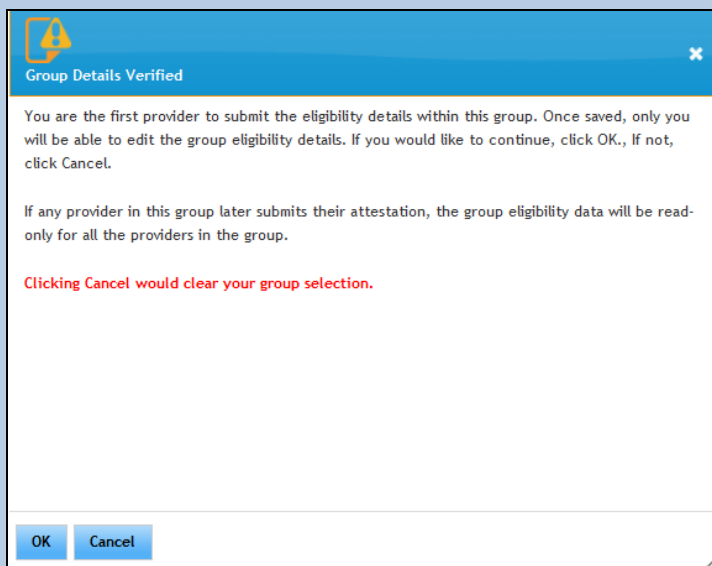 Group Details Verified
You are the first provider to submit the eligibility details within this group. Once saved, only you
will be able to edit the group eligibility details. If you would like to continue, click OK., If not,
click Cancel.
If any provider in this group later submits their attestation, the group eligibility data will be read-
only for all the providers in the group.
Clicking Cancel would clear your group selection.
OK Cancel